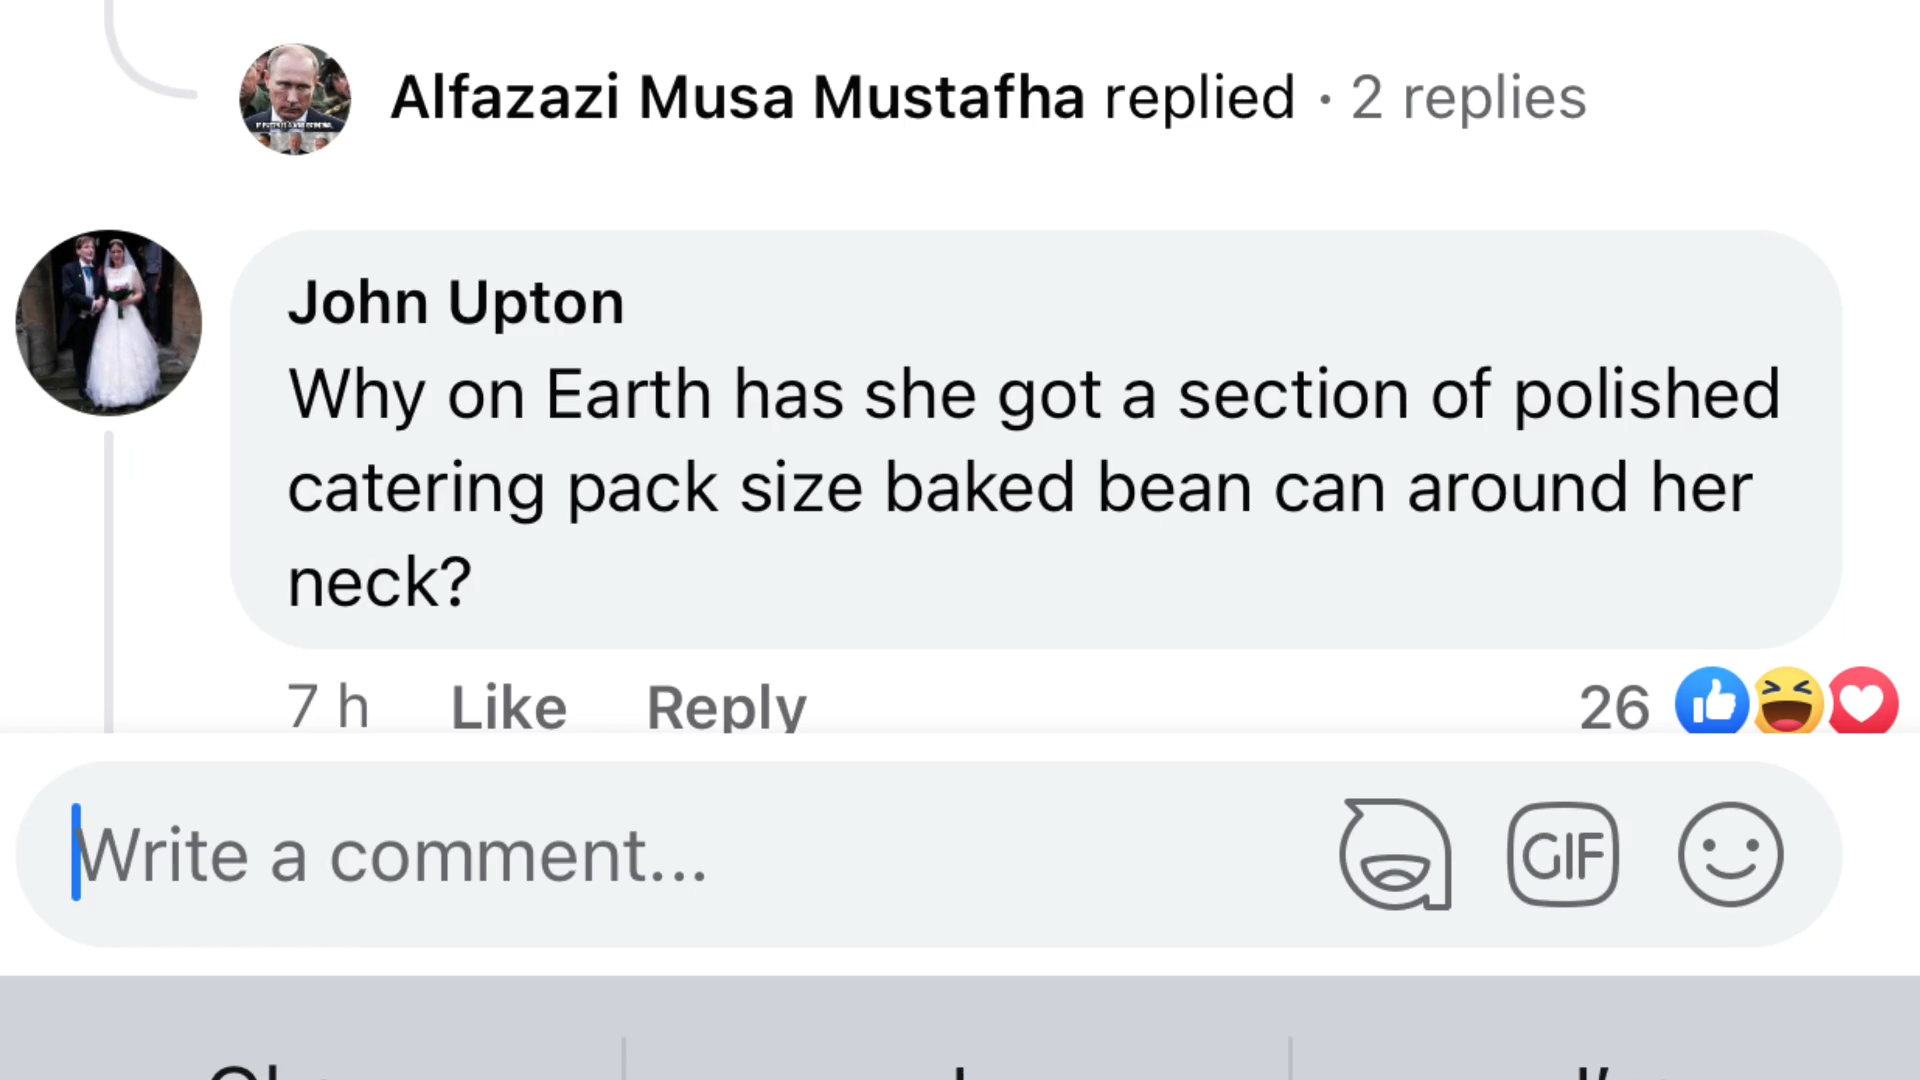 Alfazazi Musa Mustafha replied · 2 replies
John Upton
Why on Earth has she got a section of polished
catering pack size baked bean can around her
neck?
7 h Like Reply 26
Write a comment...
GIF